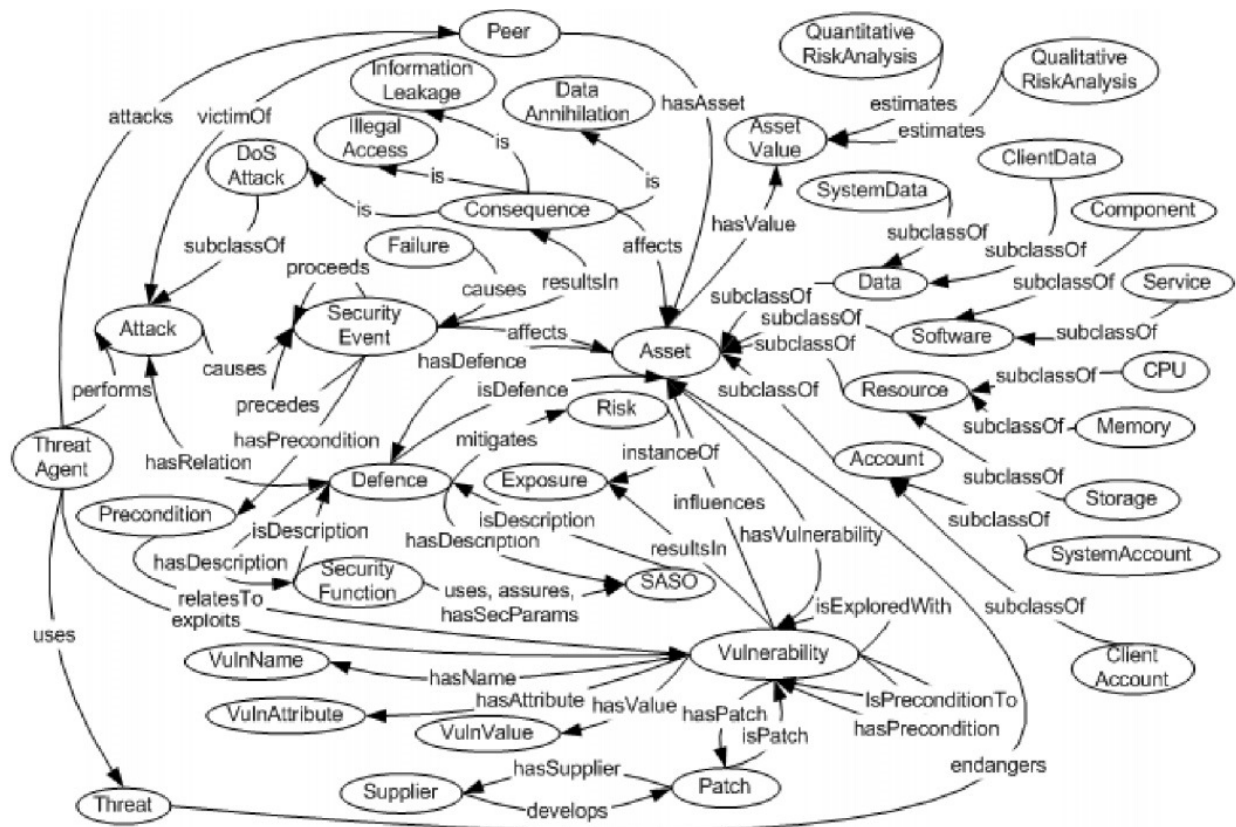 Peer
Quantitative
RiskAnalysis
Qualitative
RiskAnalysis
Information
Leakage
Data
Annihilation
attacks
victimOf
hasAsset
estimates
estimates
Illegal
Access
Asset
Value
DoS
Attack
is
is
is
is
ClientData
SystemData
Consequence
Component
subclassOf
Failure
affects
hasValue
subclassOf
subclassOf
proceeds
resultsIn
causes
Data
subclassOf
Service
subclassOf
Attack
Security
Event
affects
Asset
subclassOf
Software
subclassOf
causes
hasDefence
subclassOf
performs
isDefence
subclassOf
Resource
subclassOf
CPU
precedes
Risk
Threat
Agent
hasPrecondition
mitigates
instanceOf
subclassOf
Memory
hasRelation
Defence
Exposure
Account
influences
subclassOf
Storage
Precondition
isDescription
isDescription
hasVulnerability
subclassOf
hasDescription
hasDescription
resultsIn
SystemAccount
Security
Function
uses, assures,
hasSecParams
SASO
relatesTo
exploits
isExploredWith
subclassOf
uses
Vulnerability
Client
Account
VulnName
hasName
hasAttribute
hasValue
IsPreconditionTo
VulnAttribute
hasPatch
hasPrecondition
VulnValue
isPatch
hasSupplier
endangers
Supplier
Patch
Threat
develops